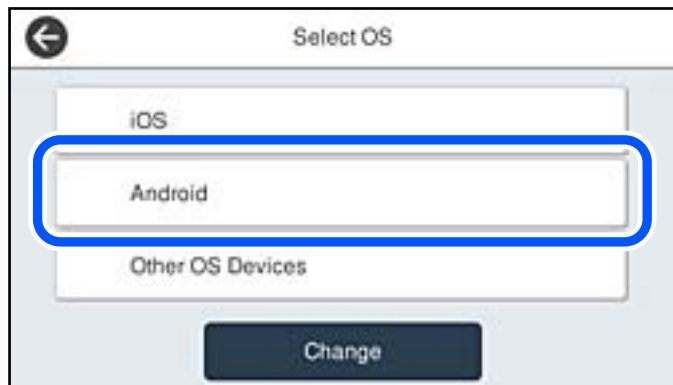 Select OS
iOS
Android
Other OS Devices
Change